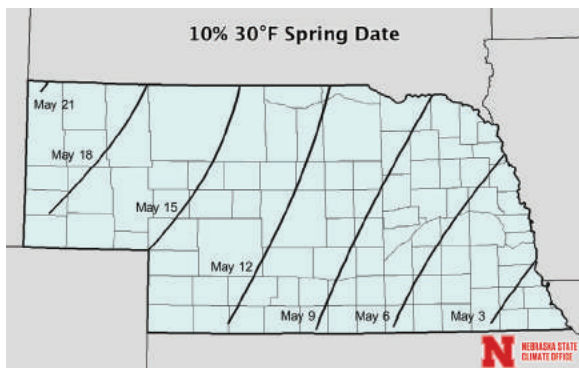 10% 30°F Spring Date
May 21
May 18
May 15
May 12
May 9
May 6
May 3
N
NEBRASKA STATE
CLIMATE OFFICE